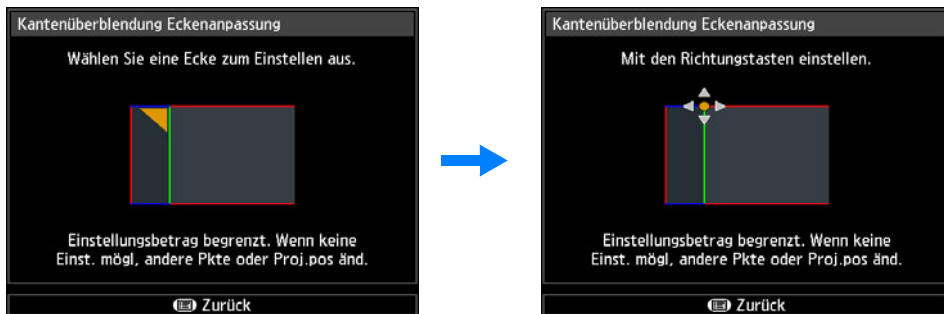 Kantenüberblendung Eckenanpassung
Wählen Sie eine Ecke zum Einstellen aus.
Einstellungsbetrag begrenzt. Wenn keine
Einst. mögl, andere Pkte oder Proj.pos änd.
Zurück
Kantenüberblendung Eckenanpassung
Mit den Richtungstasten einstellen.
Einstellungsbetrag begrenzt. Wenn keine
Einst. mögl, andere Pkte oder Proj.pos änd.
Zurück